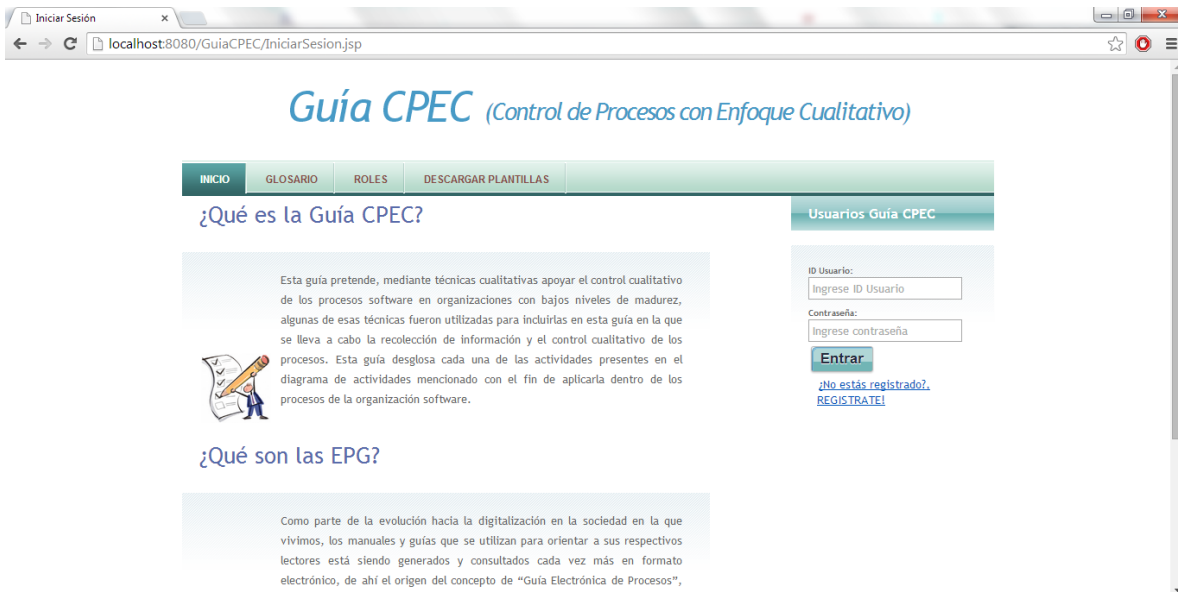 Iniciar Sesión
localhost:8080/GuiaCPEC/IniciarSesion.jsp
Guía CPEC (Control de Procesos con Enfoque Cualitativo)
INICIO GLOSARIO ROLES DESCARGAR PLANTILLAS
¿Qué es la Guía CPEC?
Esta guía pretende, mediante técnicas cualitativas apoyar el control cualitativo
de los procesos software en organizaciones con bajos niveles de madurez,
algunas de esas técnicas fueron utilizadas para incluirlas en esta guía en la que
se lleva a cabo la recolección de información y el control cualitativo de los
procesos. Esta guía desglosa cada una de las actividades presentes en el
diagrama de actividades mencionado con el fin de aplicarla dentro de los
procesos de la organización software.
¿Qué son las EPG?
Como parte de la evolución hacia la digitalización en la sociedad en la que
vivimos, los manuales y guías que se utilizan para orientar a sus respectivos
lectores está siendo generados y consultados cada vez más en formato
electrónico, de ahí el origen del concepto de “Guía Electrónica de Procesos”,
Usuarios Guía CPEC
ID Usuario:
Ingrese ID Usuario
Contraseña:
Ingrese contraseña
Entrar
¿No estás registrado?,
REGISTRATE!